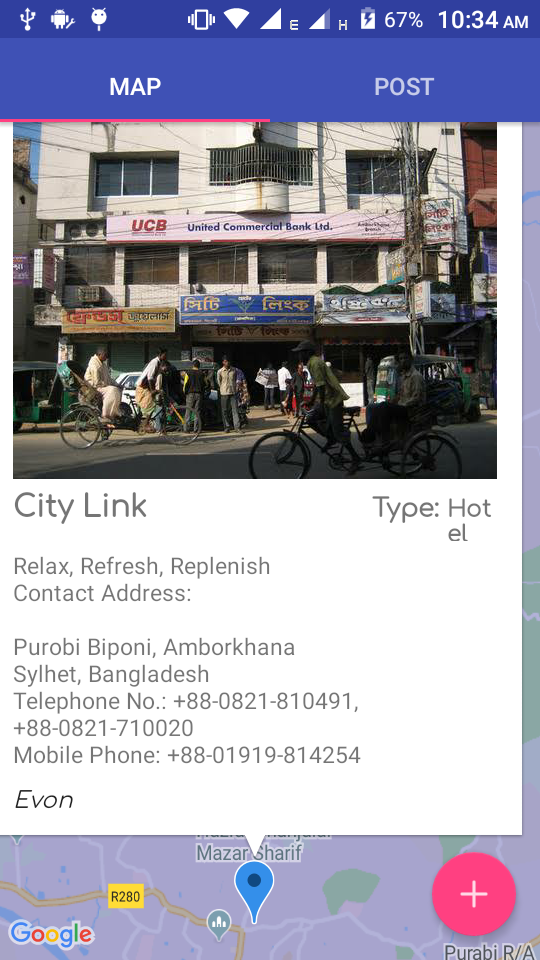 67% 10:34 AM
MAP POST
UCB United Commercial Bank Ltd.
সিটি লিংক
সিটি লিংক
City Link Type: Hot
el
Relax, Refresh, Replenish
Contact Address:
Purobi Biponi, Amborkhana
Sylhet, Bangladesh
Telephone No.: +88-0821-810491,
+88-0821-710020
Mobile Phone: +88-01919-814254
Evon
Mazar Sharif
R280
Google
Purabi R/A